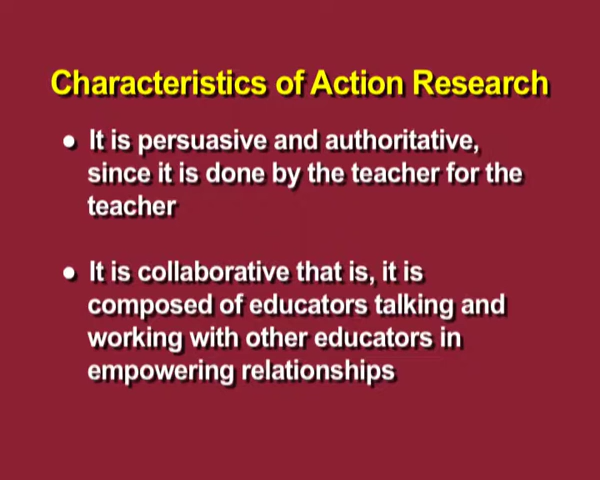 Characteristics of Action Research
● It is persuasive and authoritative,
since it is done by the teacher for the
teacher
● It is collaborative that is, it is
composed of educators talking and
working with other educators in
empowering relationships